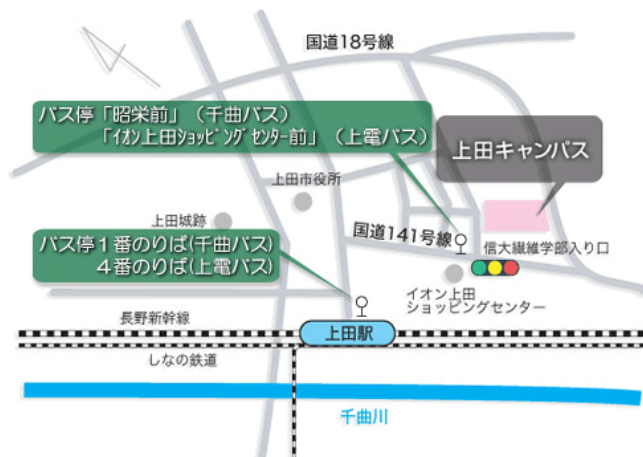 国道18号線
バス停「昭栄前」（千曲バス）
「イオン上田ショッピングセンター前」（上電バス）
上田キャンパス
上田市役所
上田城跡
国道141号線
信大繊維学部入り口
バス停１番のりば(千曲バス)
４番のりば(上電バス)
イオン上田
ショッピングセンター
長野新幹線
上田駅
しなの鉄道
千曲川